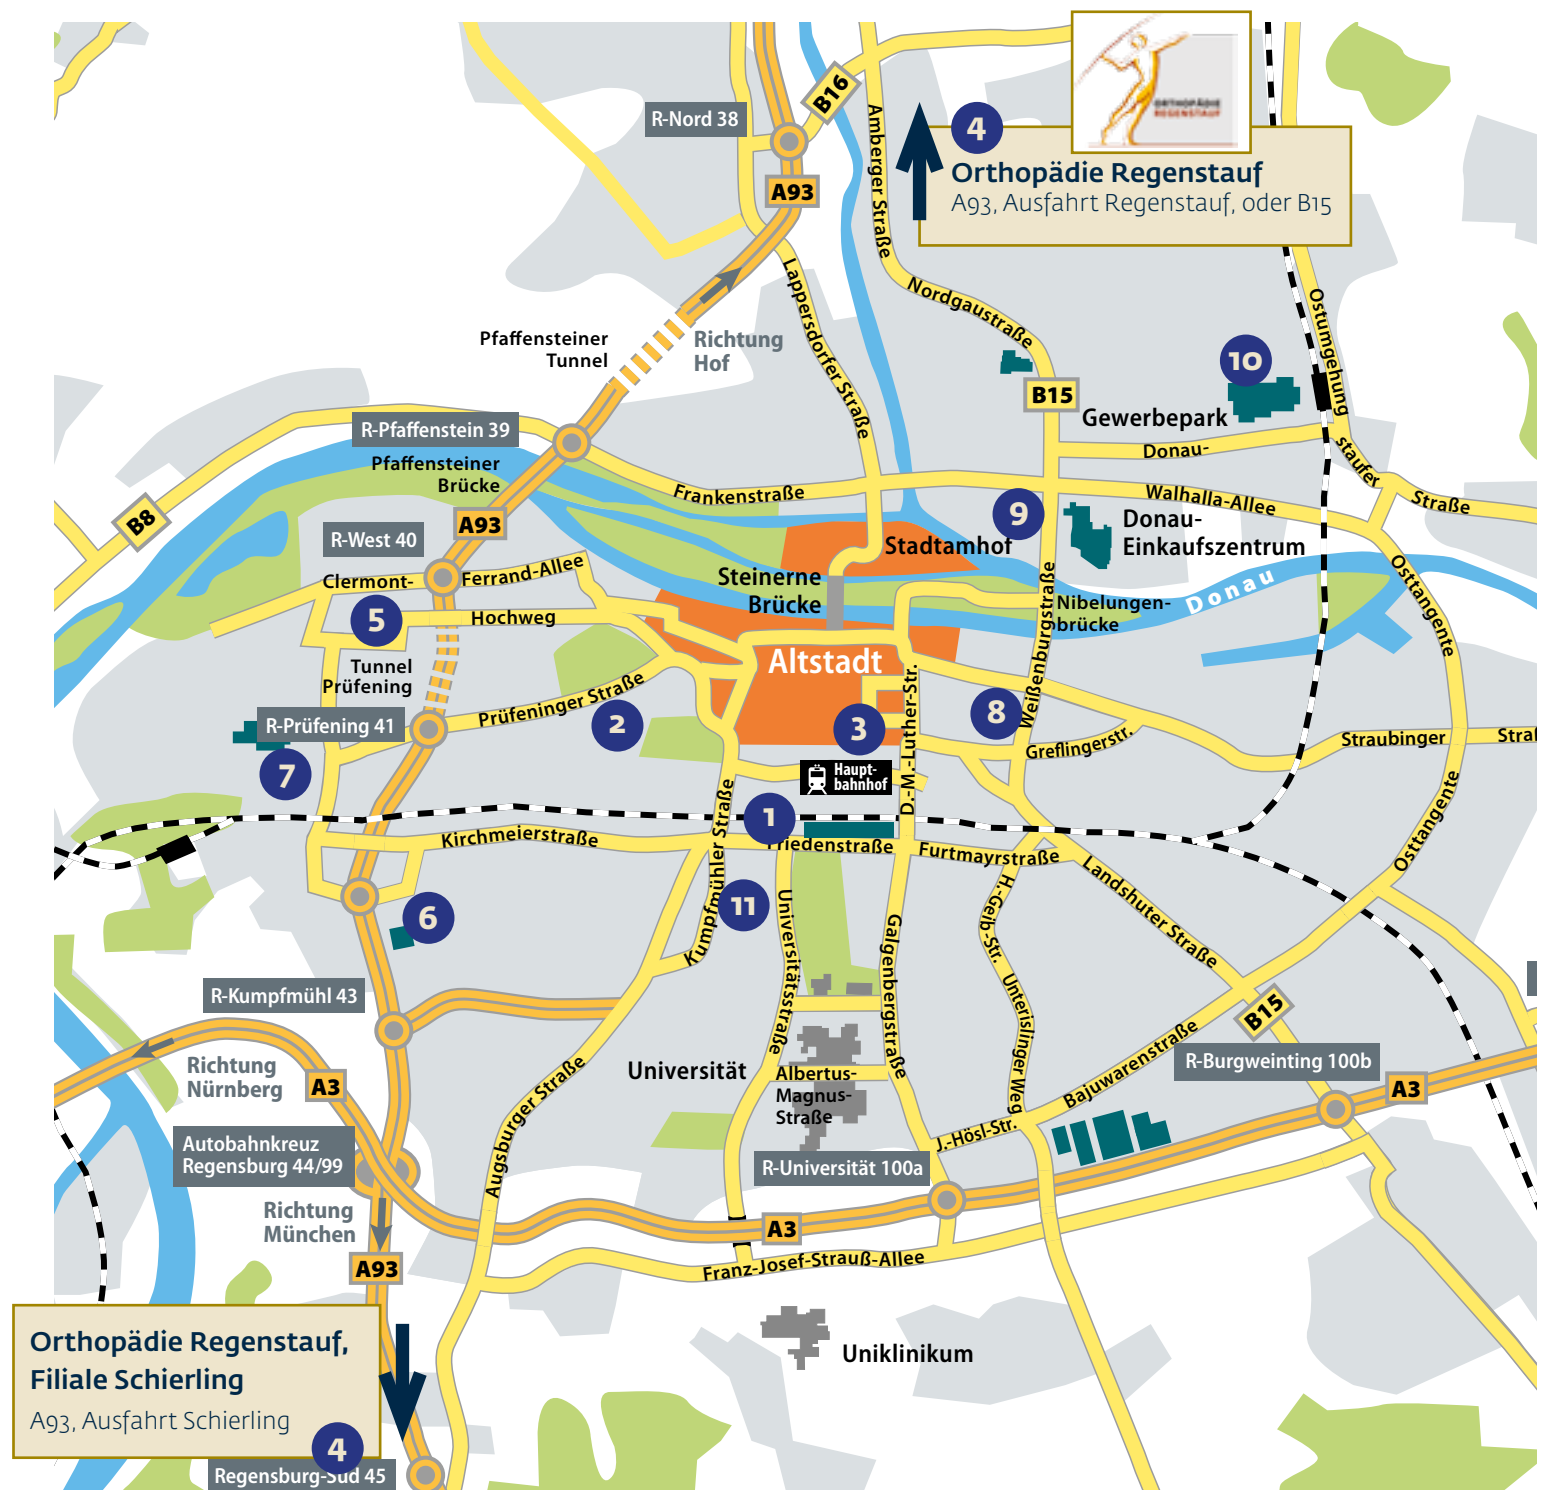 B16
R-Nord 38
A93
Amberger Straße
4
ORTHOPÄDIE
REGENSTAUF
Orthopädie Regenstauf
A93, Ausfahrt Regenstauf, oder B15
Lappersdorfer Straße
Nordgaustraße
Ostumgehung
Pfaffensteiner
Tunnel
Richtung
Hof
10
B15
Gewerbepark
R-Pfaffenstein 39
Pfaffensteiner
Brücke
Donau-
staufer
Straße
Frankenstraße
Walhalla-Allee
B8
A93
R-West 40
9
Donau-
Einkaufszentrum
Stadtamhof
Steinerne
Brücke
Clermont-
Ferrand-Allee
Hochweg
5
Weißenburgstraße
Nibelungen-
brücke
Donau
Osttangente
Tunnel
Prüfening
Altstadt
Prüfeninger Straße
R-Prüfening 41
2
3
D.-M.-Luther-Str.
8
Greflingerstr.
Straubinger
Straß
7
Haupt-
bahnhof
Osttangente
1
Kirchmeierstraße
Kumpfmühler Straße
Friedenstraße
Furtmayrstraße
Landshuter Straße
6
11
Universitätsstraße
Galgenbergstraße
H.-Geib-Str.
Unterislinger Weg
R-Kumpfmühl 43
B15
Richtung
Nürnberg
A3
Universität
Albertus-
Magnus-
Straße
Bajuwarenstraße
R-Burgweinting 100b
A3
Augsburger Straße
J.-Hösl-Str.
Autobahnkreuz
Regensburg 44/99
R-Universität 100a
Richtung
München
A3
A93
Franz-Josef-Strauß-Allee
Orthopädie Regenstauf,
Filiale Schierling
A93, Ausfahrt Schierling
4
Uniklinikum
Regensburg-Süd 45